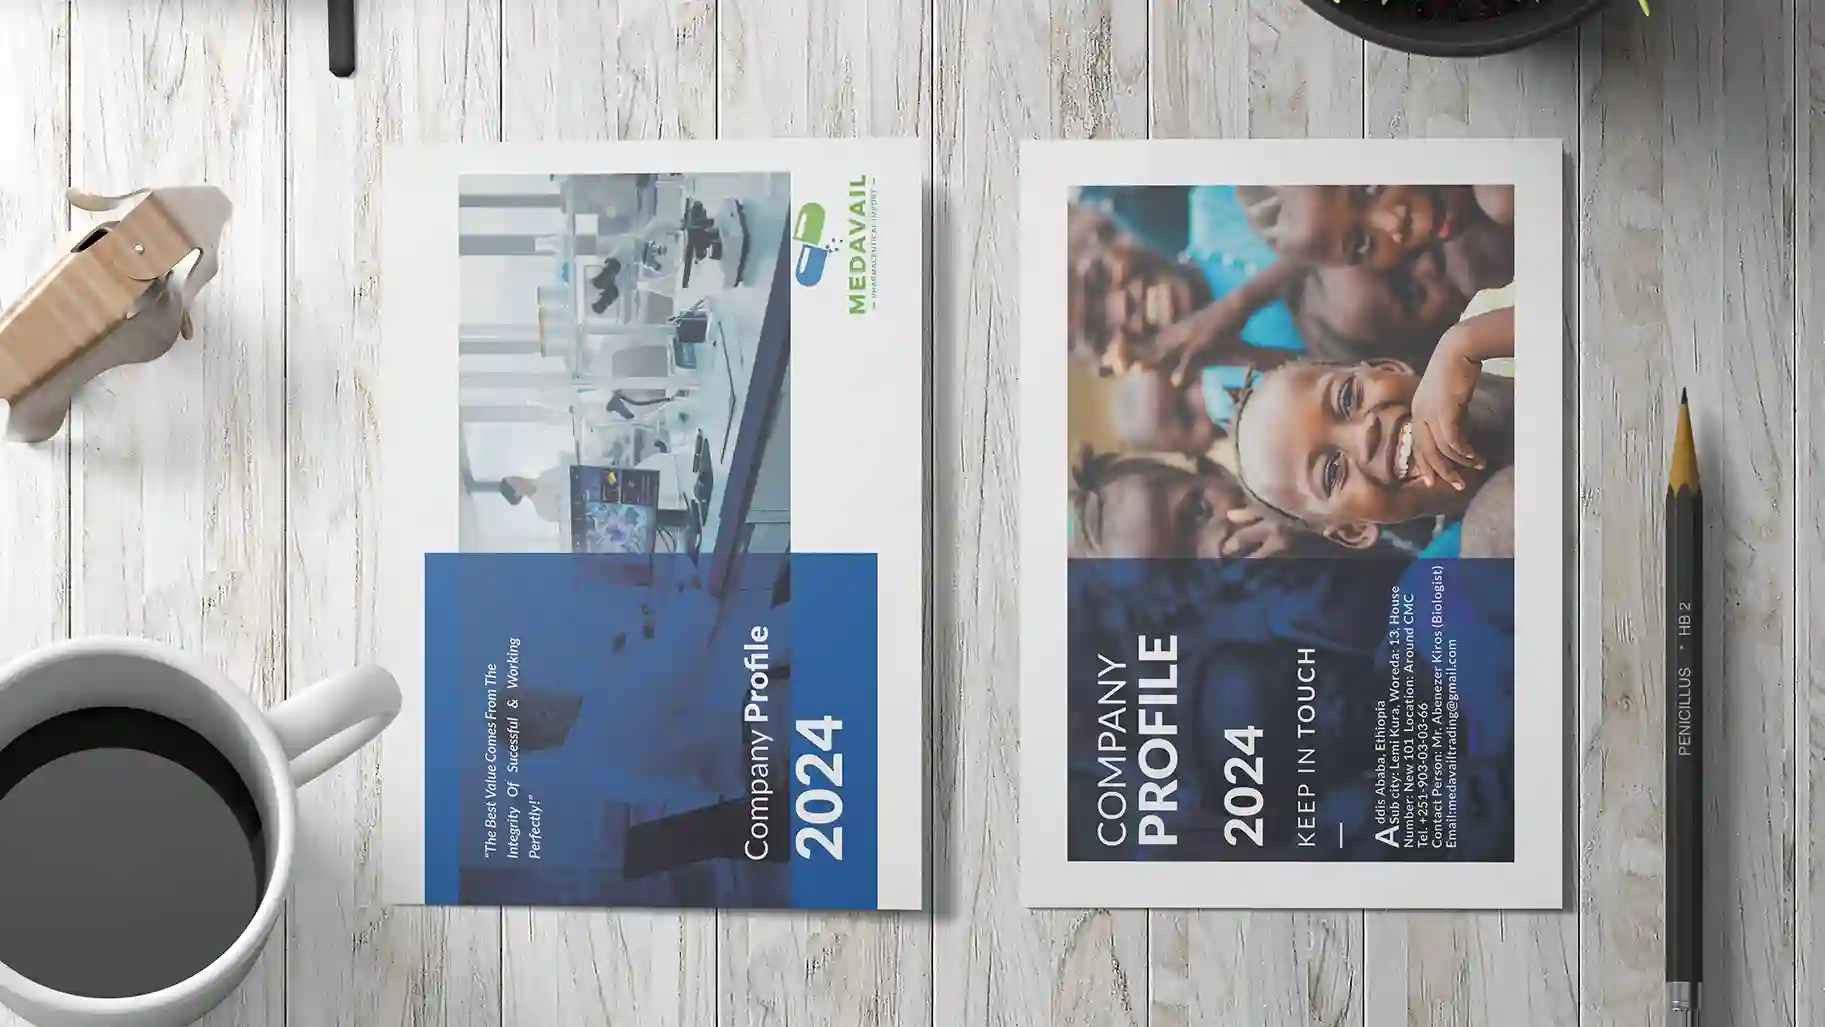 MEDAVAIL
PHARMACEUTICAL IMPORT
"The Best Value Comes From The
Integrity Of Sucessful & Working
Perfectly!"
Company Profile
2024
COMPANY
PROFILE
2024
KEEP IN TOUCH
Addis Ababa, Ethiopia
Sub city: Lemi Kura, Woreda: 13, House
Number: New 101 Location: Around CMC
Tel. +251-903-03-03-66
Contact Person: Mr. Abenezer Kiros (Biologist)
Email:medavailtrading@gmail.com
PENICILLUS • HB2